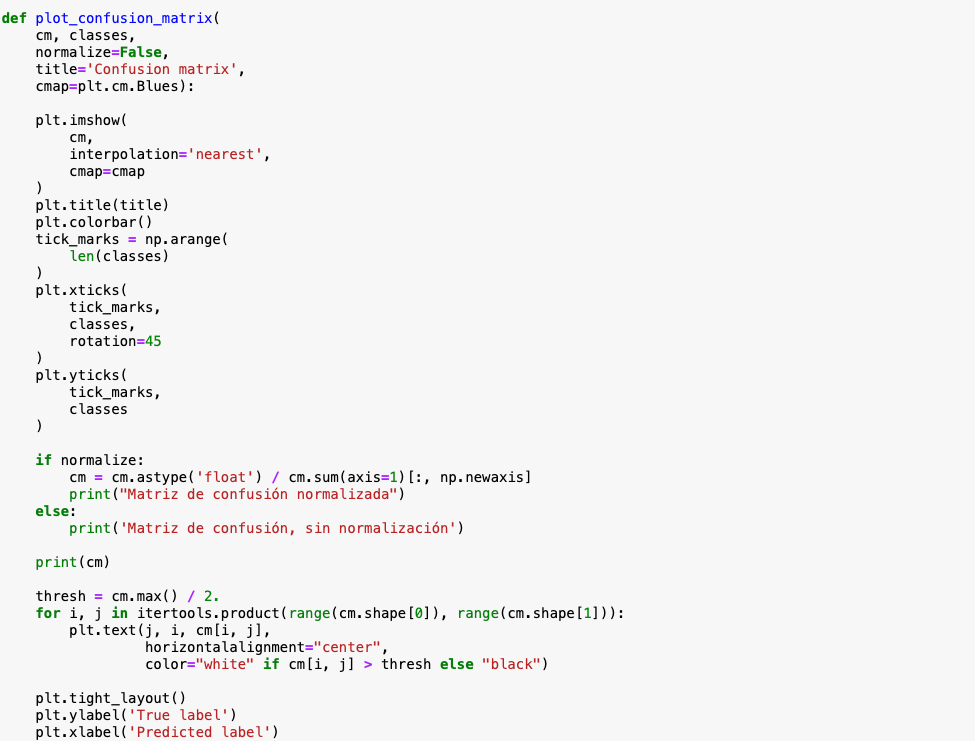 def plot_confusion_matrix(
    cm, classes,
    normalize=False,
    title='Confusion matrix',
    cmap=plt.cm.Blues):

    plt.imshow(
        cm,
        interpolation='nearest',
        cmap=cmap
    )
    plt.title(title)
    plt.colorbar()
    tick_marks = np.arange(
        len(classes)
    )
    plt.xticks(
        tick_marks,
        classes,
        rotation=45
    )
    plt.yticks(
        tick_marks,
        classes
    )

    if normalize:
        cm = cm.astype('float') / cm.sum(axis=1)[:, np.newaxis]
        print("Matriz de confusión normalizada")
    else:
        print('Matriz de confusión, sin normalización')

    print(cm)

    thresh = cm.max() / 2.
    for i, j in itertools.product(range(cm.shape[0]), range(cm.shape[1])):
        plt.text(j, i, cm[i, j],
                 horizontalalignment="center",
                 color="white" if cm[i, j] > thresh else "black")

    plt.tight_layout()
    plt.ylabel('True label')
    plt.xlabel('Predicted label')